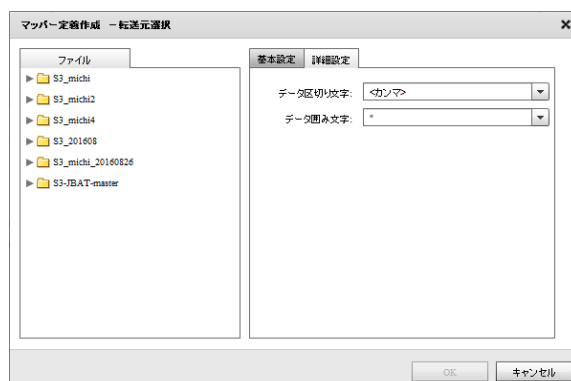 マッパー定義作成 －転送元選択
ファイル
S3_michi
S3_michi2
S3_michi4
S3_201608
S3_michi_20160826
S3-JBAT-master
基本設定 詳細設定
データ区切り文字: <カンマ>
データ囲み文字: "
OK キャンセル